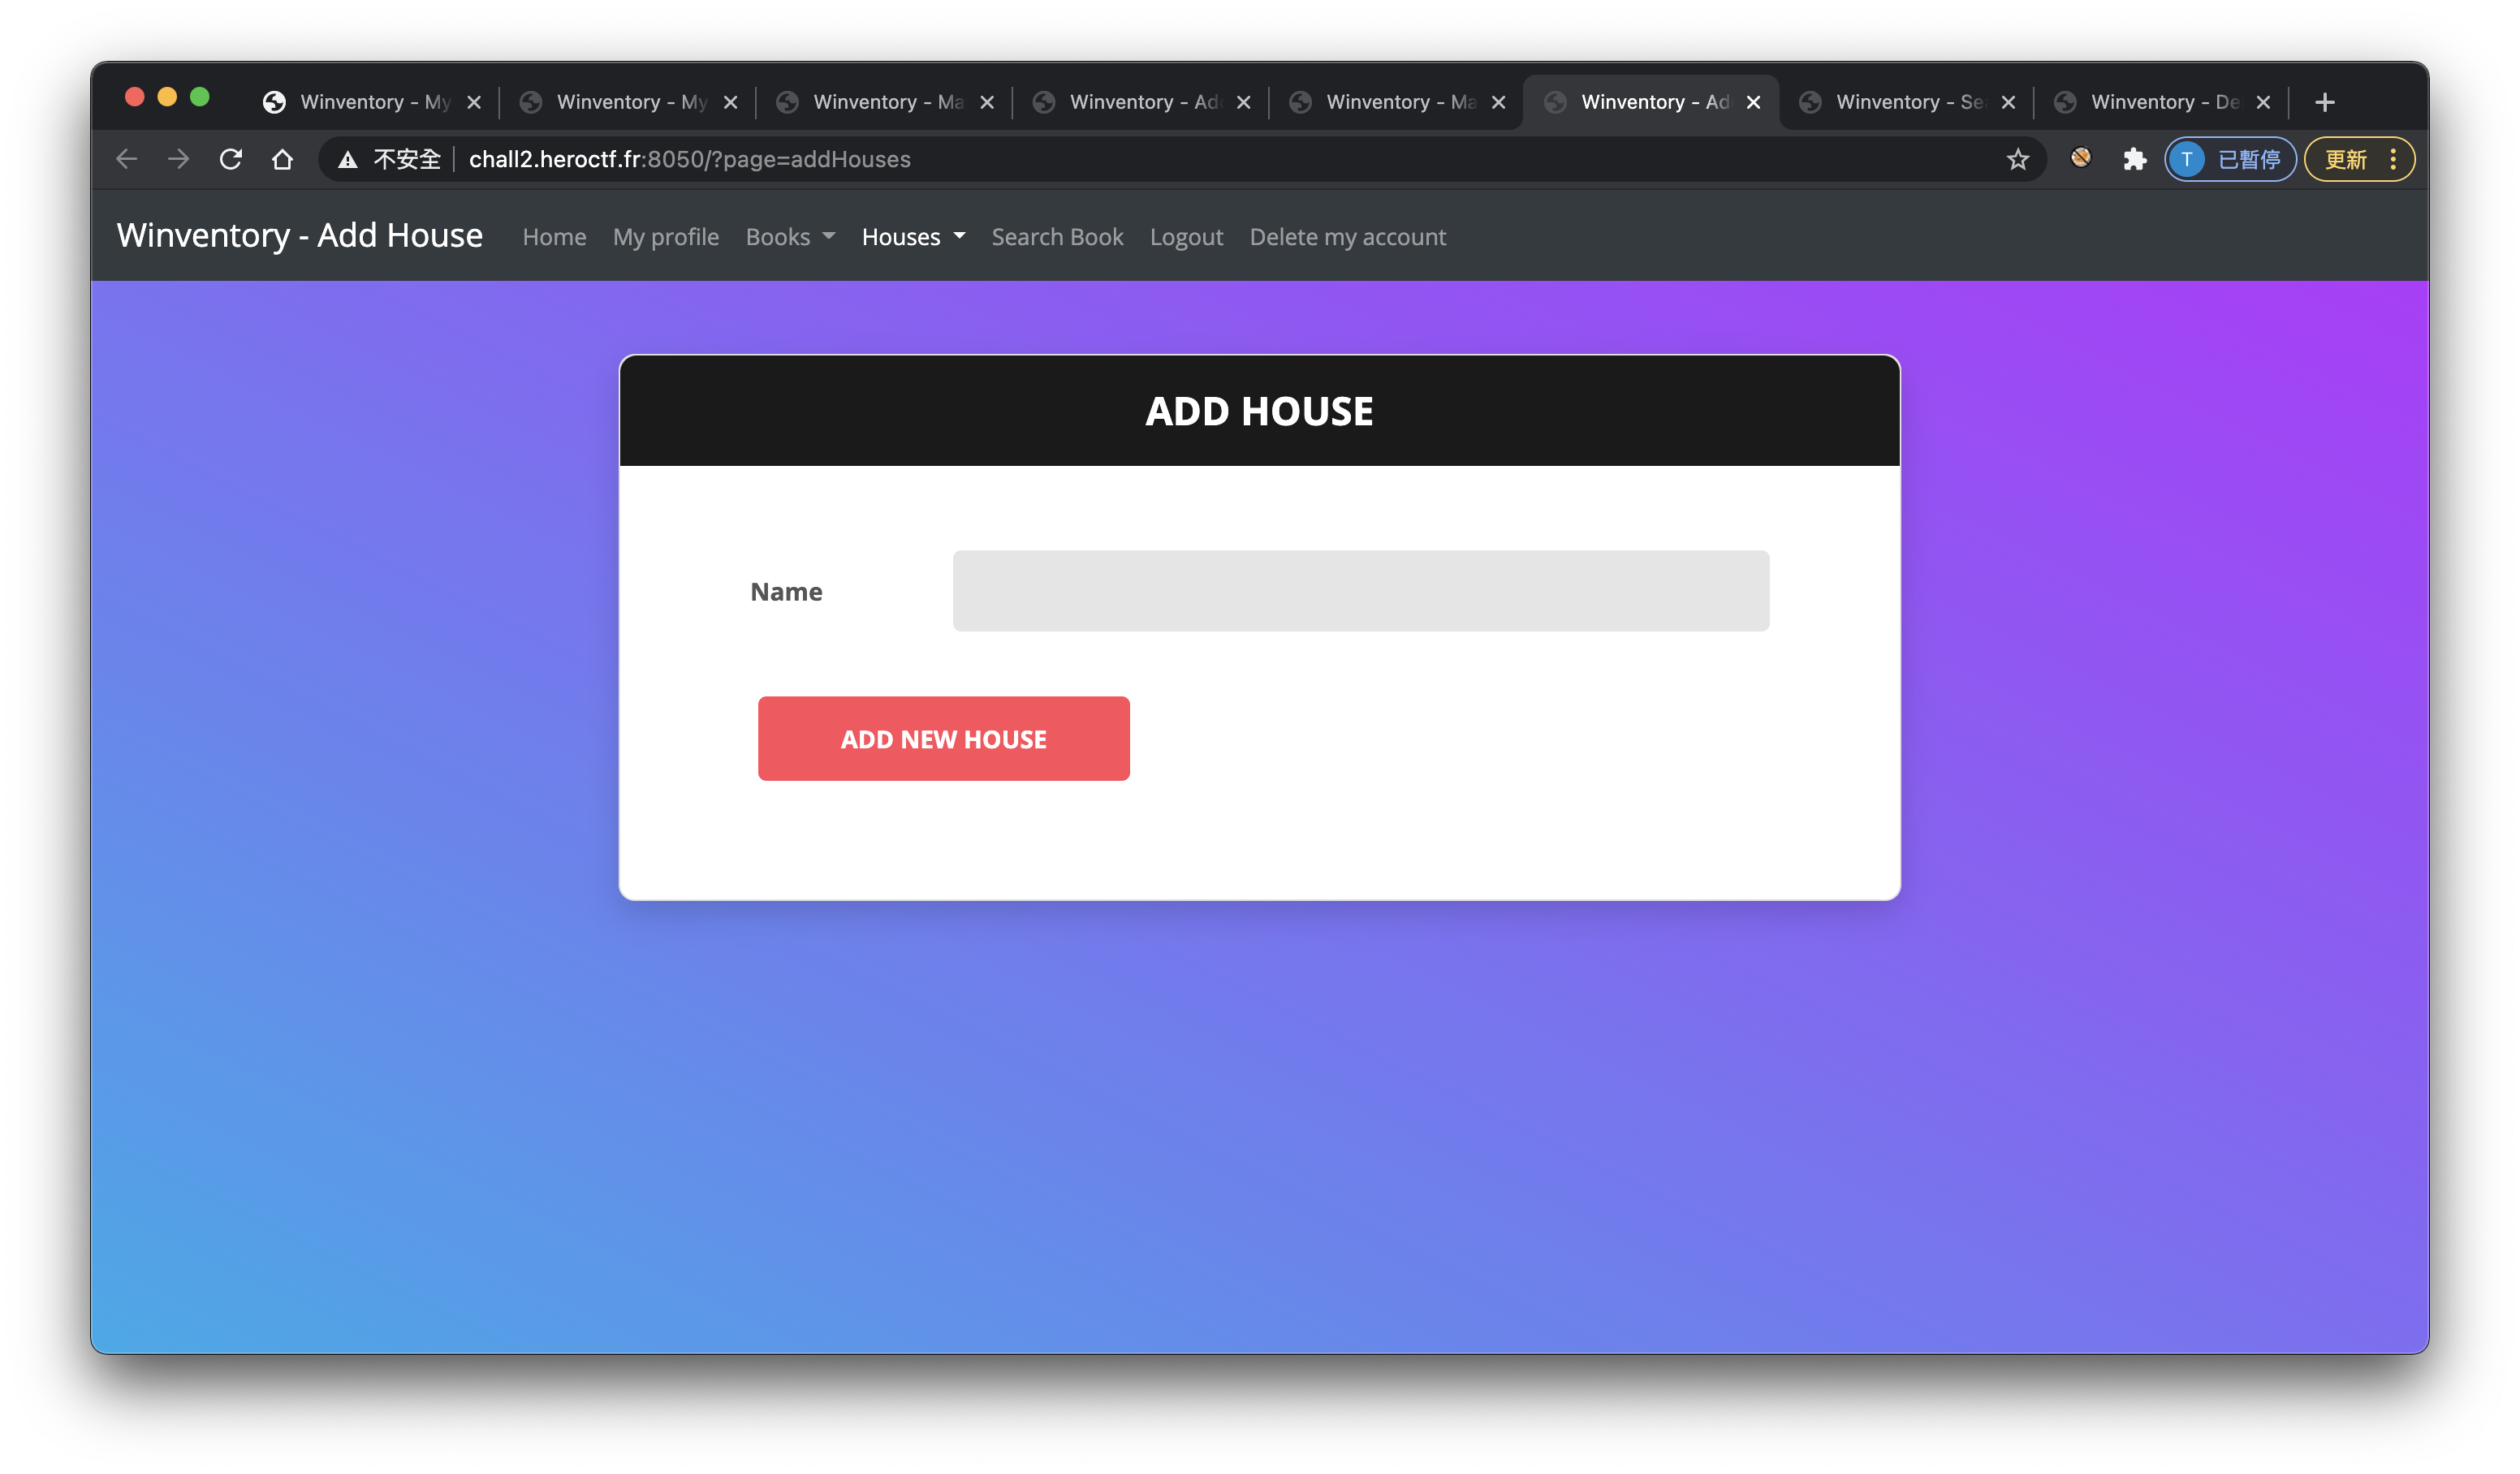 Winventory - My
Winventory - My
Winventory - Ma
Winventory - Ad
Winventory - Ma
Winventory - Ad
Winventory - Se
Winventory - De
不安全
chall2.heroctf.fr:8050/?page=addHouses
T
已暫停
更新
Winventory - Add House
Home
My profile
Books
Houses
Search Book
Logout
Delete my account
ADD HOUSE
Name
ADD NEW HOUSE